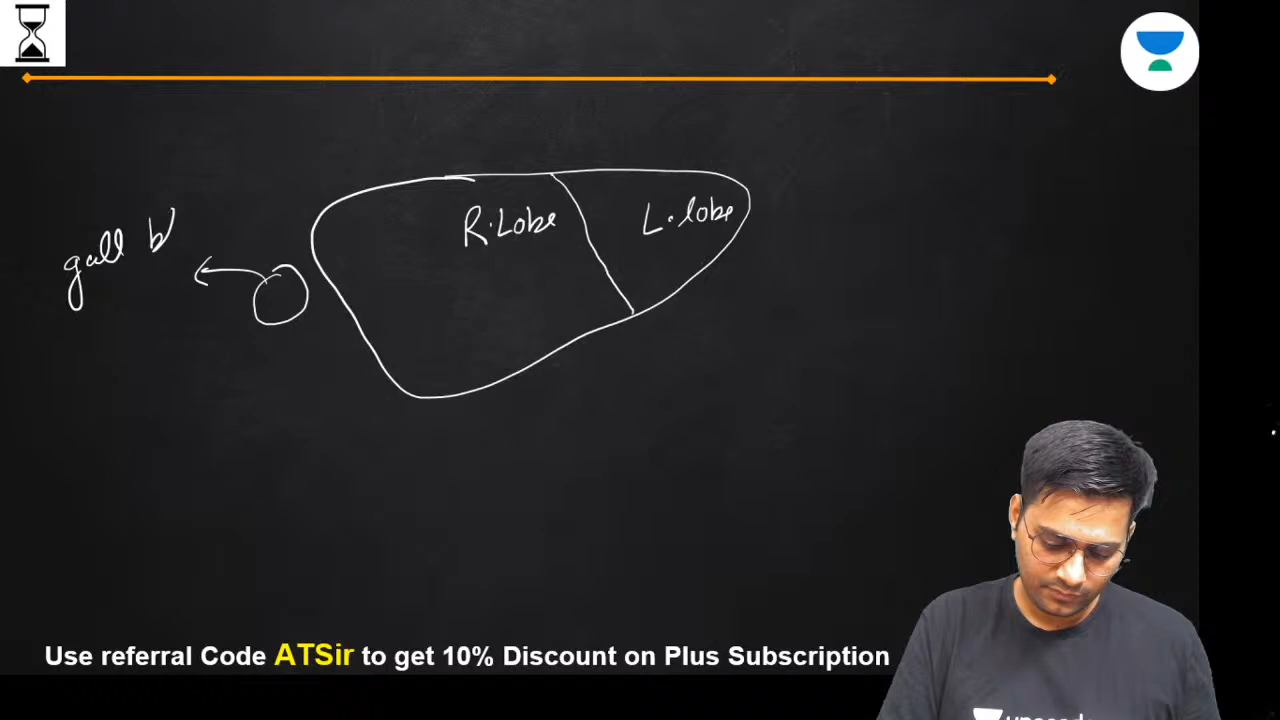 R.Lobe
L.lobe
gall b
Use referral Code ATSir to get 10% Discount on Plus Subscription